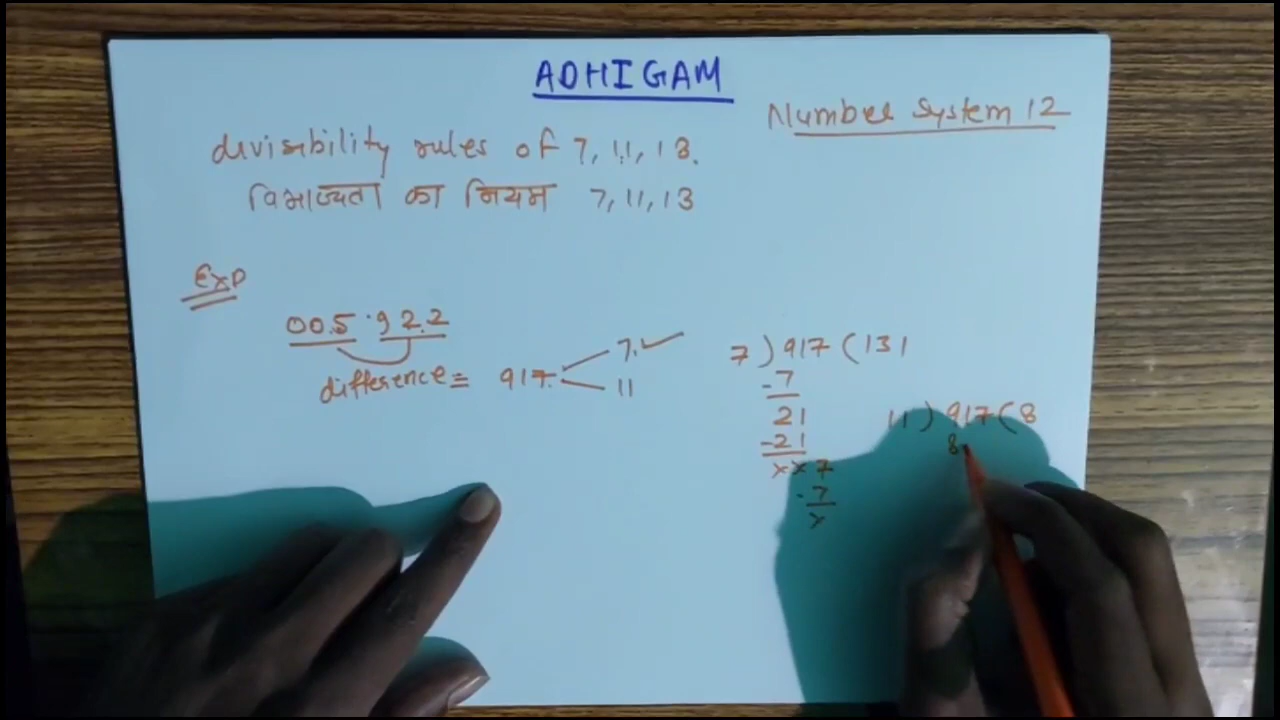 ADHIGAM
Number System 12
divisibility rules of 7, 11, 13.
विभाज्यता का नियम 7, 11, 13
Exp
005 922
difference = 917 7 ✓
11
7 ) 917 ( 131
-7
21
-21
x x 7
-7
x
11 ) 917 ( 8
8